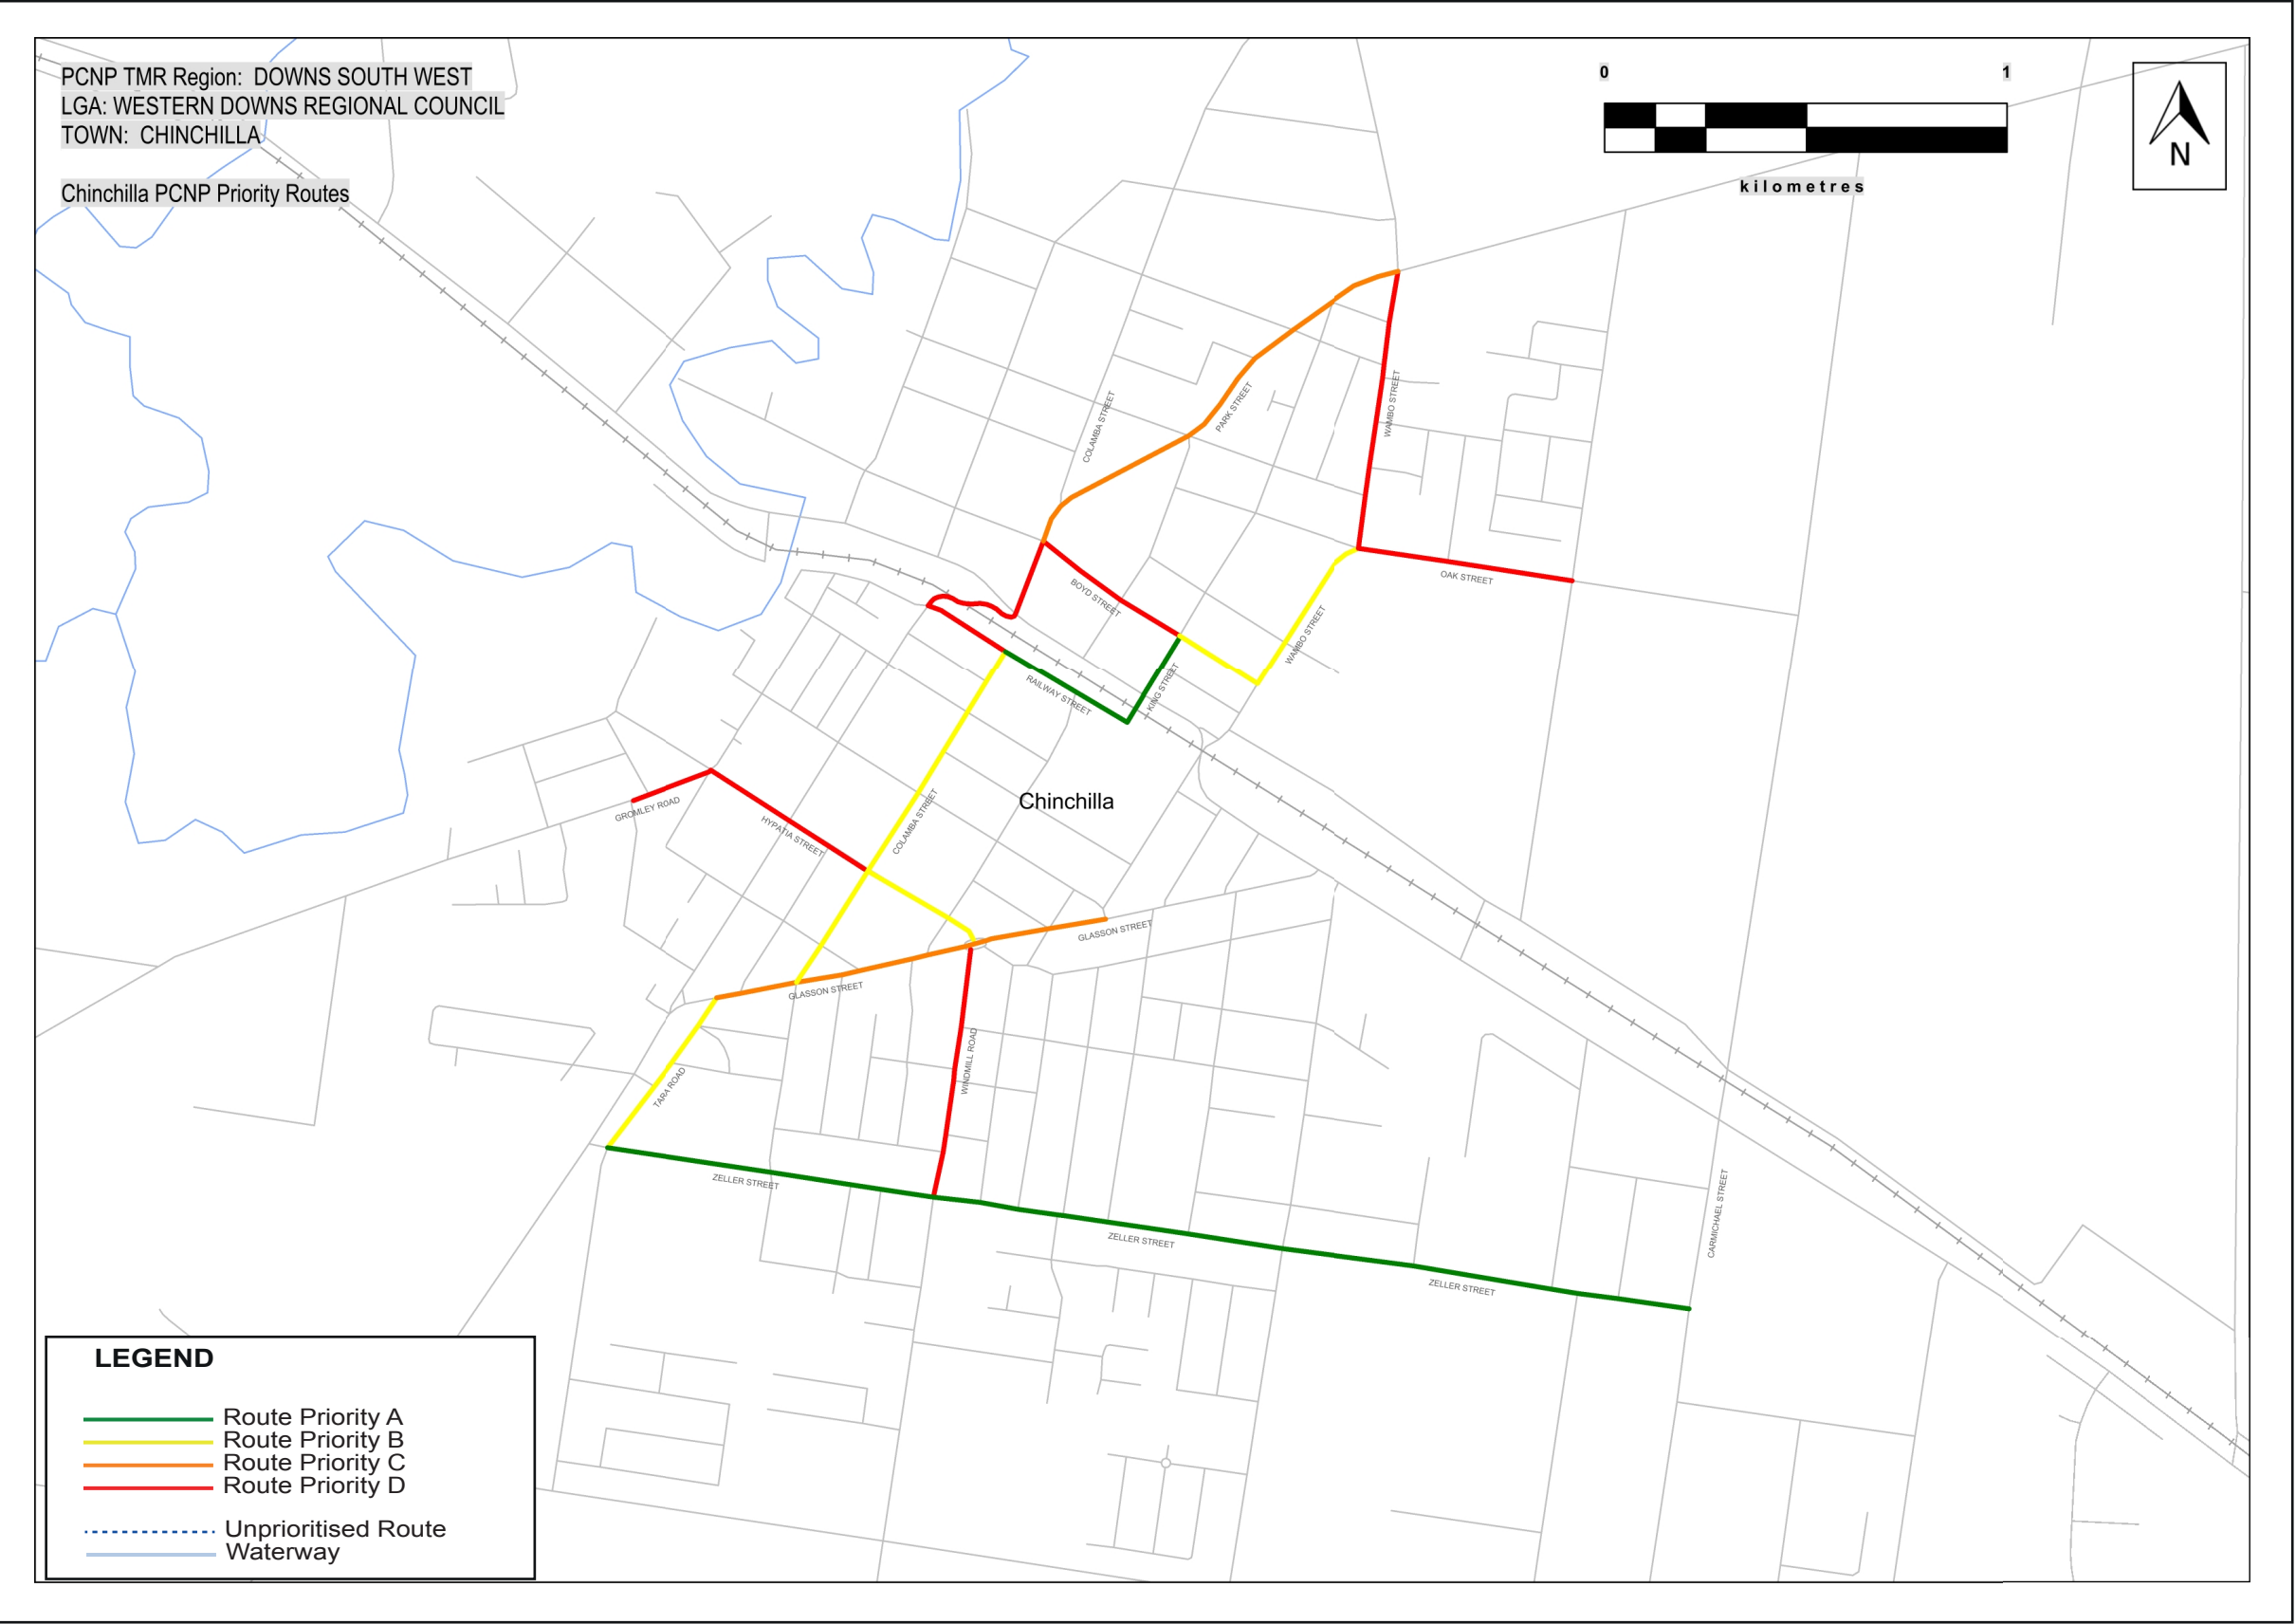 PCNP TMR Region:  DOWNS SOUTH WEST
LGA: WESTERN DOWNS REGIONAL COUNCIL
TOWN:  CHINCHILLA
Chinchilla PCNP Priority Routes
0
1
kilometres
N
COLAMBA STREET
PARK STREET
WAMBO STREET
OAK STREET
BOYD STREET
WAMBO STREET
KING STREET
RAILWAY STREET
Chinchilla
GROMLEY ROAD
HYPATIA STREET
COLAMBA STREET
GLASSON STREET
GLASSON STREET
WINDMILL ROAD
TARA ROAD
ZELLER STREET
ZELLER STREET
ZELLER STREET
CARMICHAEL STREET
LEGEND
Route Priority A
Route Priority B
Route Priority C
Route Priority D
Unprioritised Route
Waterway